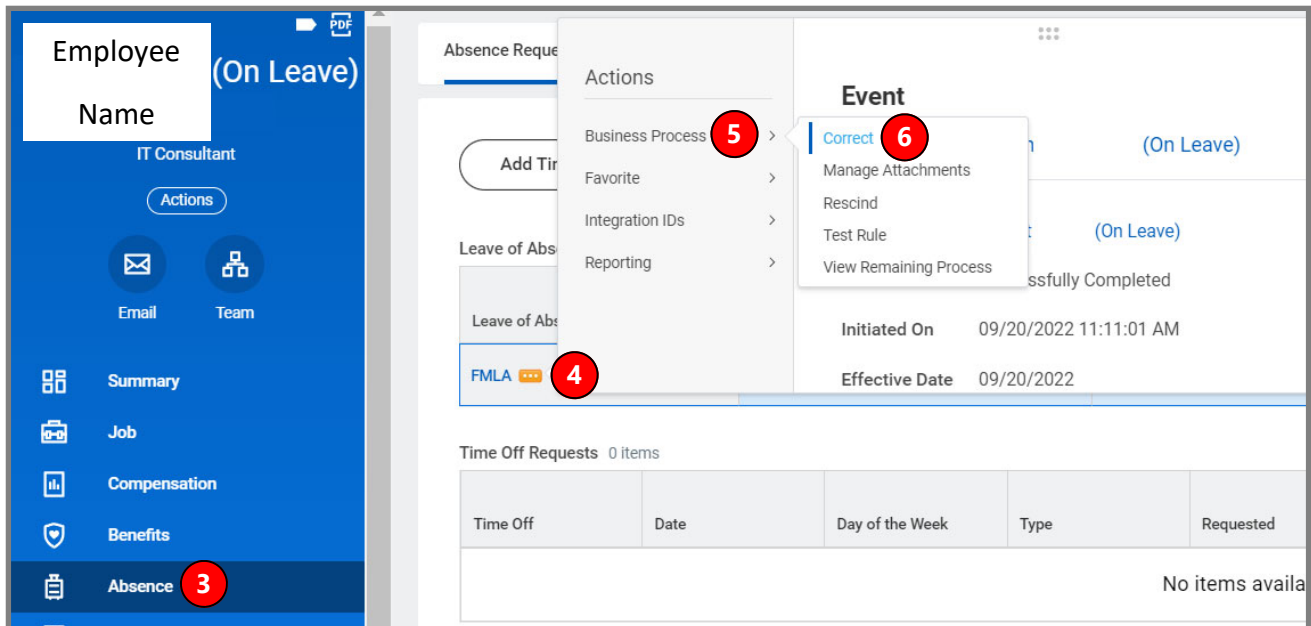 PDF
Employee
Name
(On Leave)
IT Consultant
Actions
Email
Team
Summary
Job
Compensation
Benefits
Absence 3
Absence Reque
Add Tir
Leave of Abs
Leave of Abs
FMLA 4
Actions
Business Process 5
Favorite
Integration IDs
Reporting
Event
Correct 6
Manage Attachments
Rescind
Test Rule
View Remaining Process
(On Leave)
(On Leave)
ssfully Completed
Initiated On 09/20/2022 11:11:01 AM
Effective Date 09/20/2022
Time Off Requests 0 items
Time Off Date Day of the Week Type Requested
No items availa